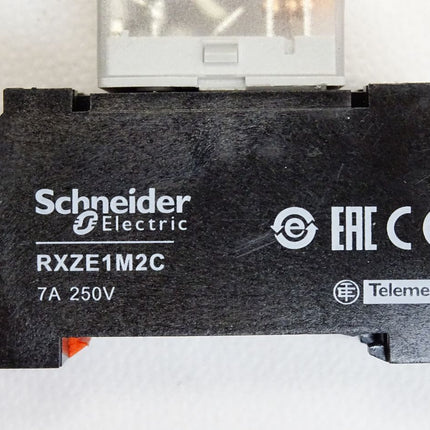 Schneider
Electric
RXZE1M2C
7A 250V
e
EAC
Teleme